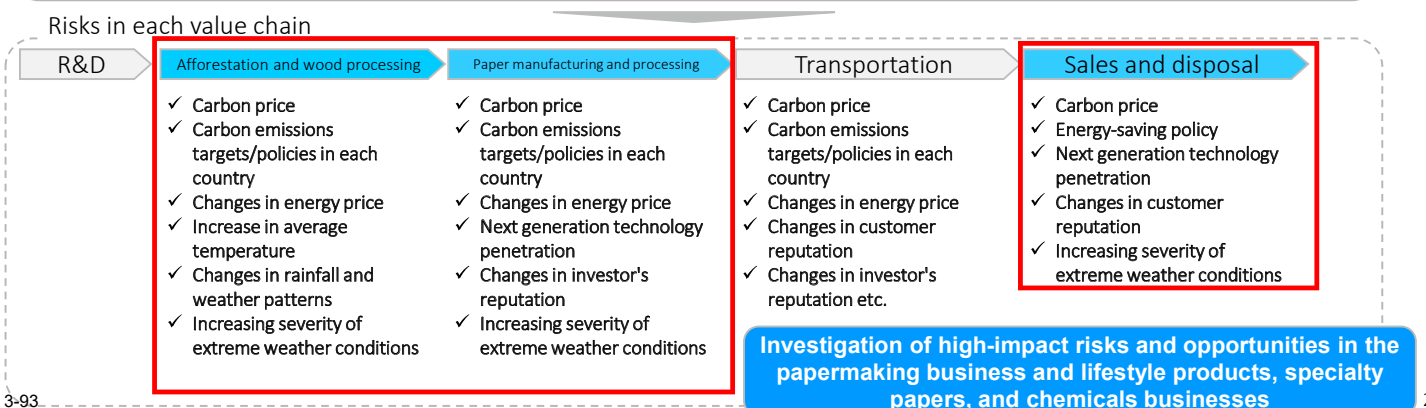 Risks in each value chain
R&D
Afforestation and wood processing
Paper manufacturing and processing
Transportation
Sales and disposal
✓ Carbon price
✓ Carbon emissions
targets/policies in each
country
✓ Changes in energy price
✓ Increase in average
temperature
✓ Changes in rainfall and
weather patterns
✓ Increasing severity of
extreme weather conditions
✓ Carbon price
✓ Carbon emissions
targets/policies in each
country
✓ Changes in energy price
✓ Next generation technology
penetration
✓ Changes in investor's
reputation
✓ Increasing severity of
extreme weather conditions
✓ Carbon price
✓ Carbon emissions
targets/policies in each
country
✓ Changes in energy price
✓ Changes in customer
reputation
✓ Changes in investor's
reputation etc.
✓ Carbon price
✓ Energy-saving policy
✓ Next generation technology
penetration
✓ Changes in customer
reputation
✓ Increasing severity of
extreme weather conditions
Investigation of high-impact risks and opportunities in the
papermaking business and lifestyle products, specialty
papers, and chemicals businesses
3-93